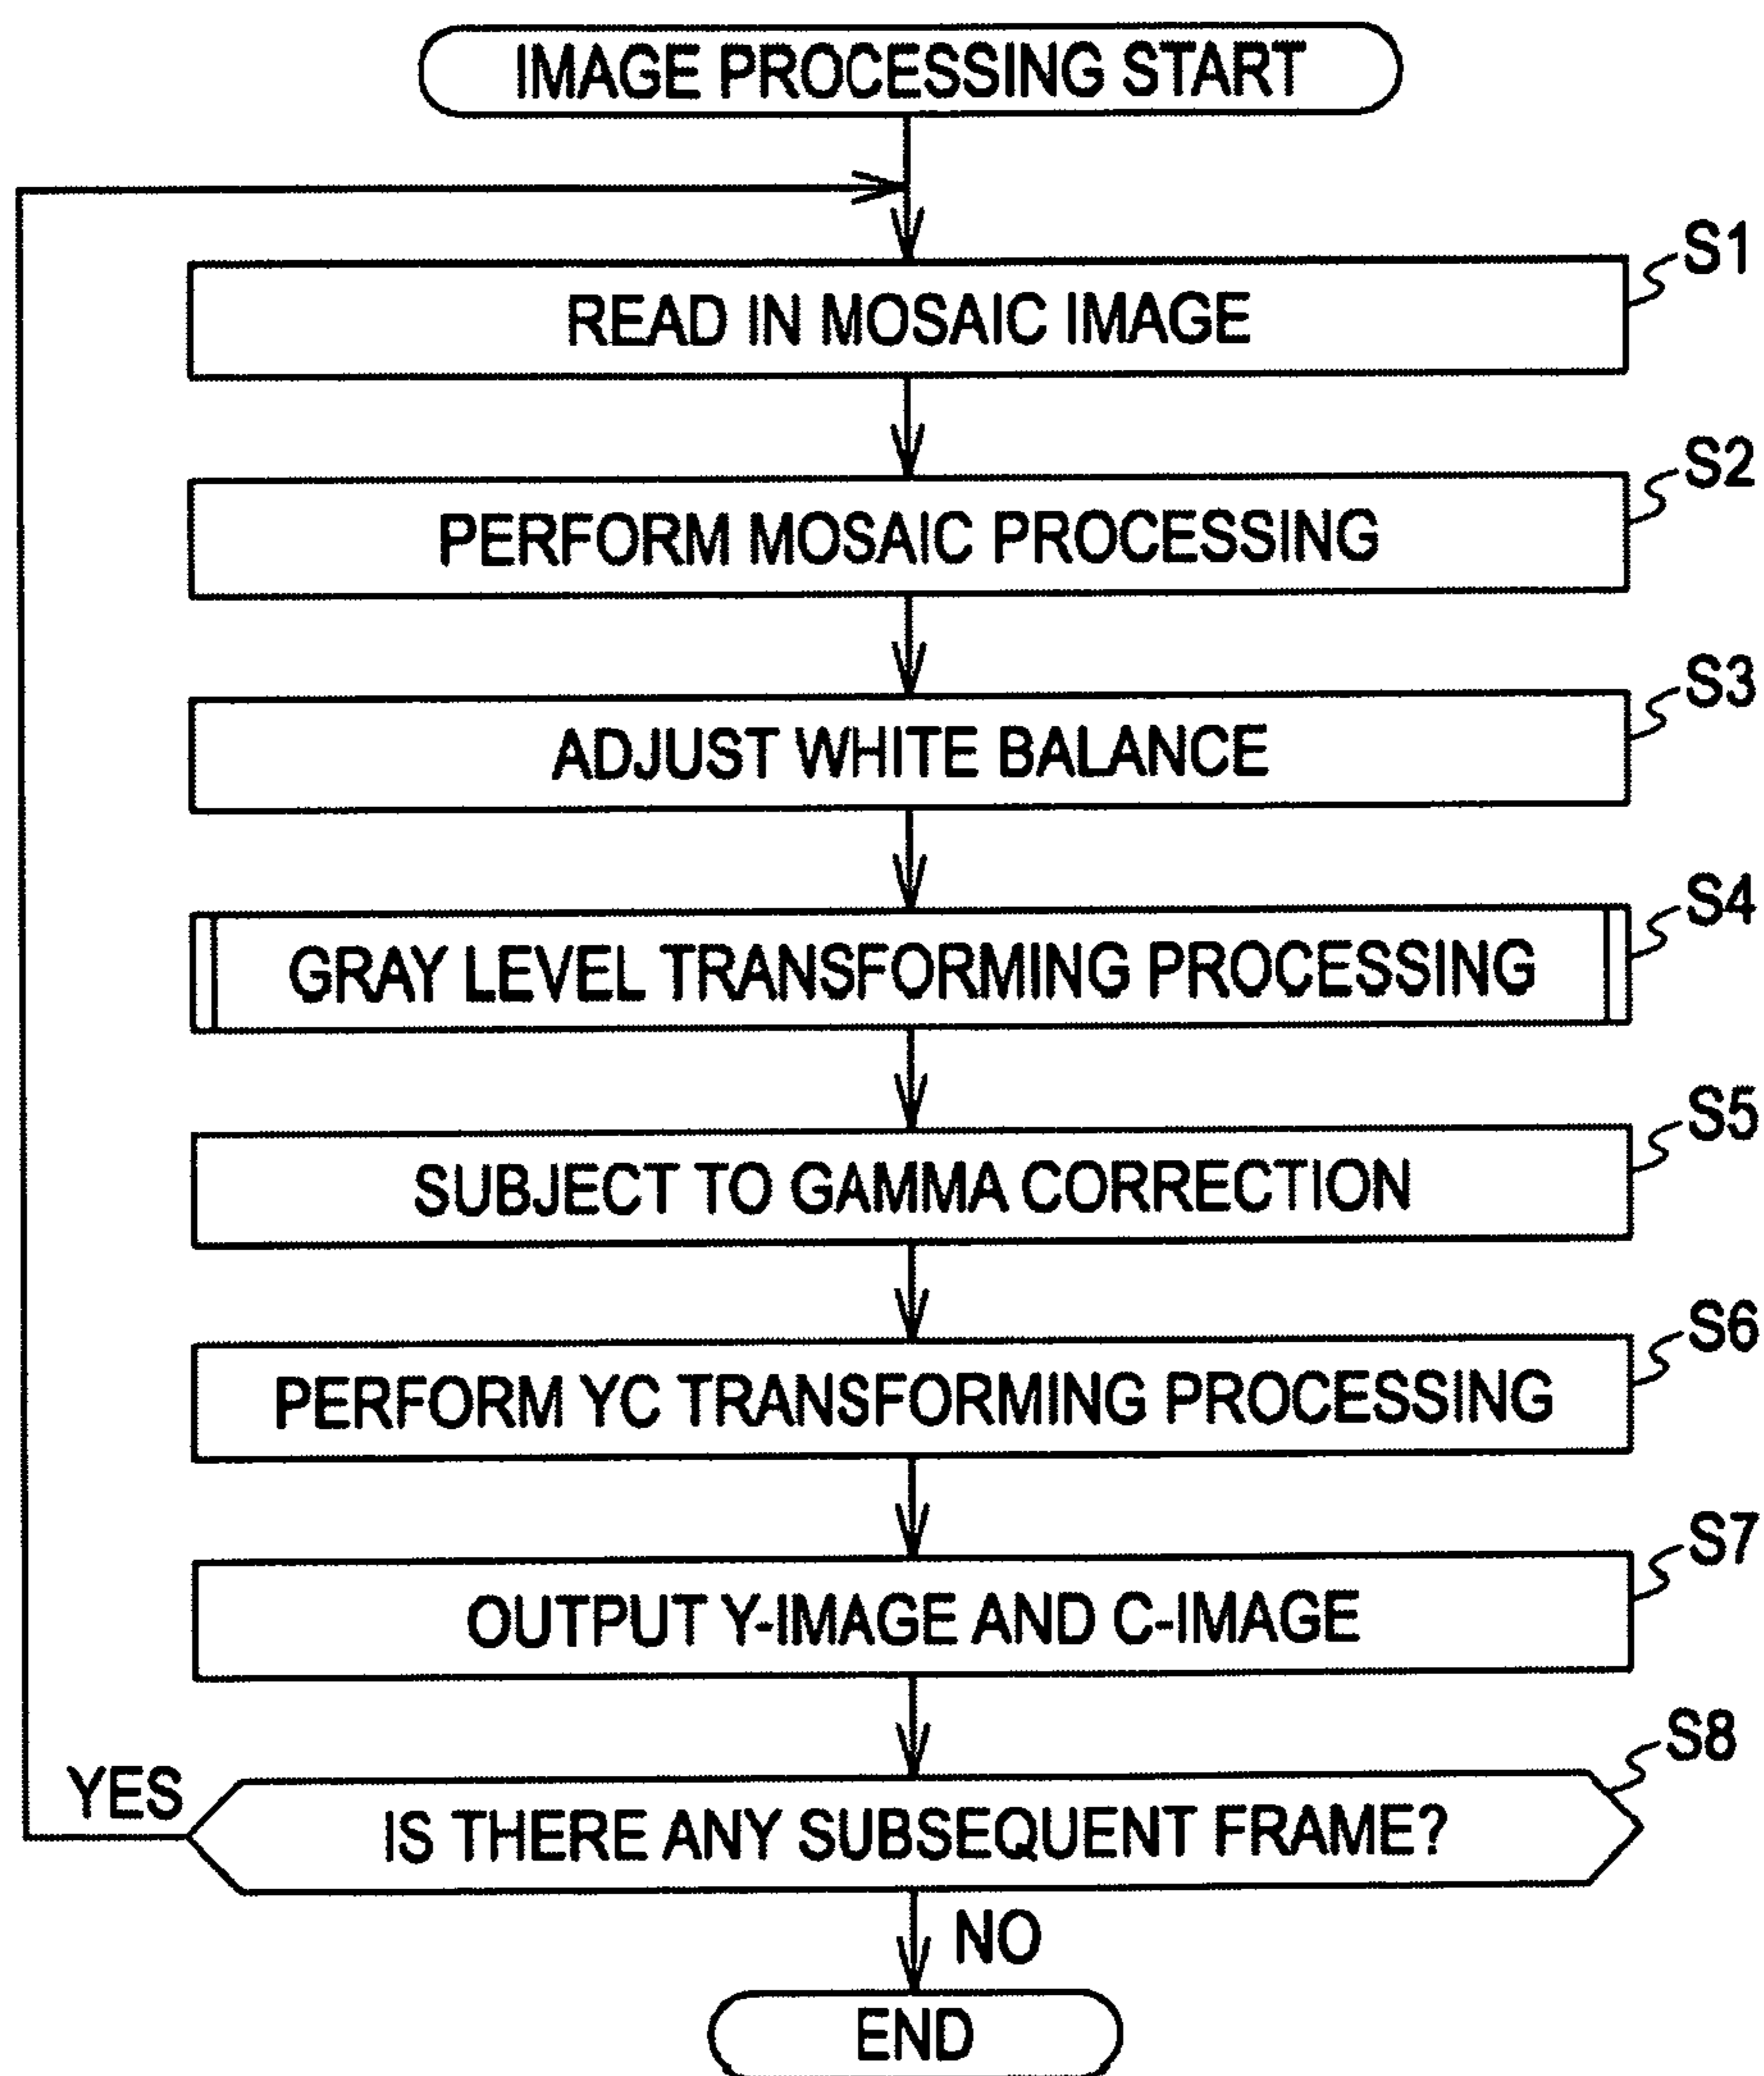 IMAGE PROCESSING START
S1
READ IN MOSAIC IMAGE
S2
PERFORM MOSAIC PROCESSING
S3
ADJUST WHITE BALANCE
S4
GRAY LEVEL TRANSFORMING PROCESSING
S5
SUBJECT TO GAMMA CORRECTION
S6
PERFORM YC TRANSFORMING PROCESSING
S7
OUTPUT Y-IMAGE AND C-IMAGE
S8
YES
IS THERE ANY SUBSEQUENT FRAME?
NO
END